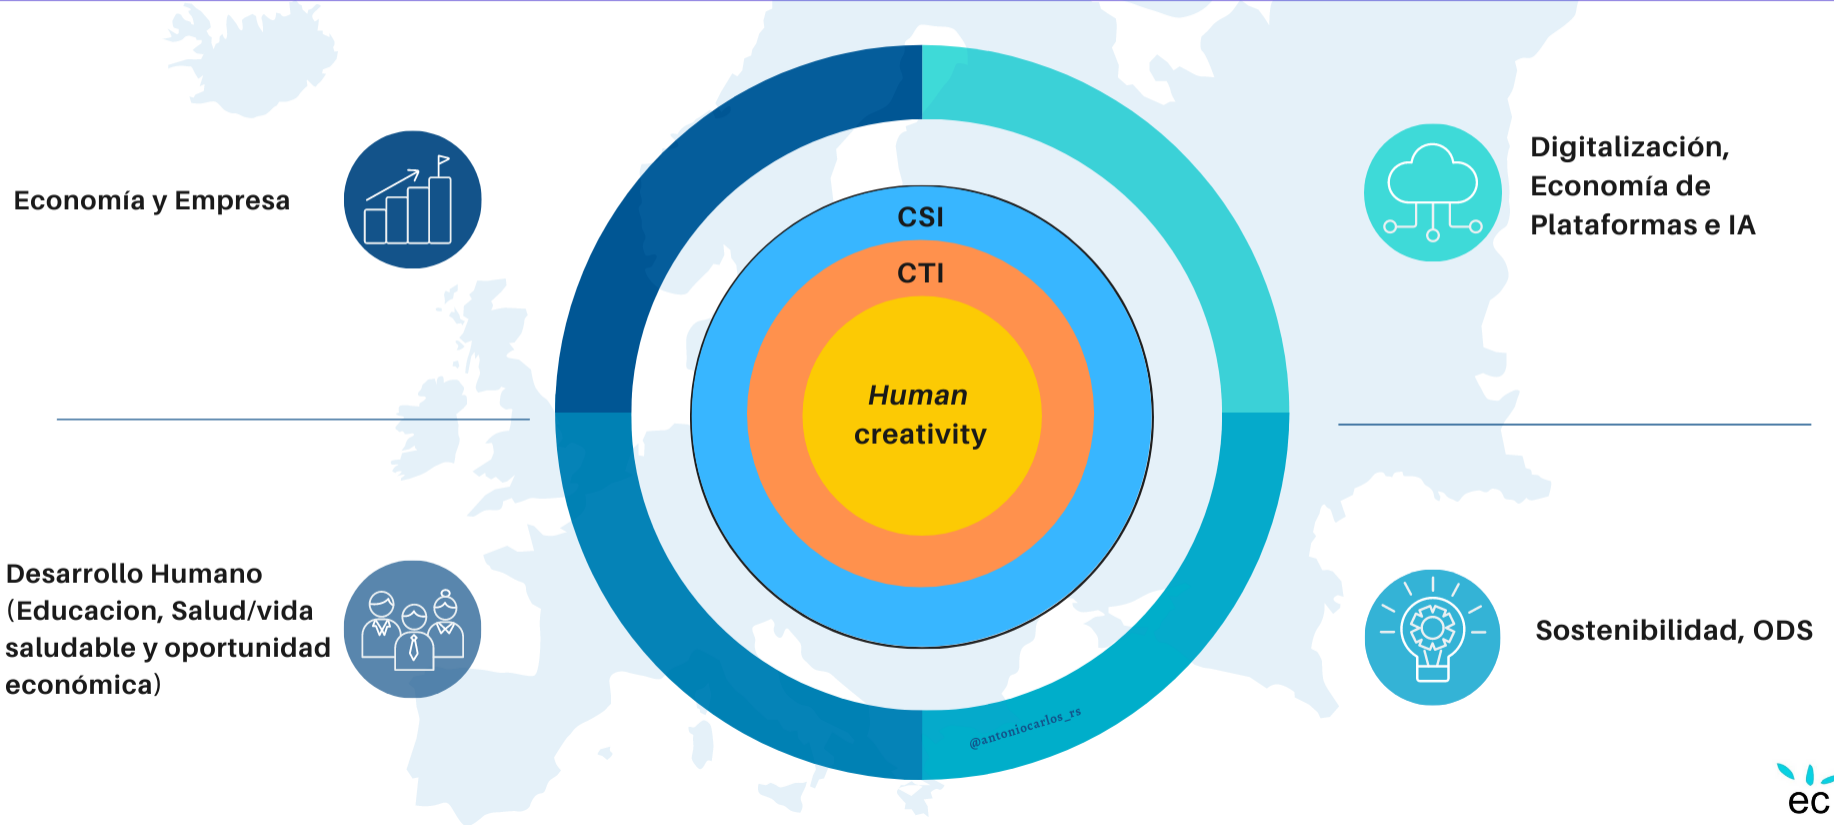 Economía y Empresa
Digitalización,
Economía de
Plataformas e IA
CSI
CTI
Human
creativity
Desarrollo Humano
(Educacion, Salud/vida
saludable y oportunidad
económica)
Sostenibilidad, ODS
@antoniocarlos_rs
ec